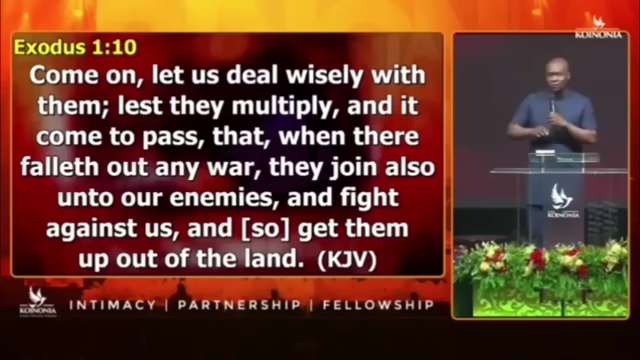 Exodus 1:10
Come on, let us deal wisely with
them; lest they multiply, and it
come to pass, that, when there
falleth out any war, they join also
unto our enemies, and fight
against us, and [so] get them
up out of the land. (KJV)
KOINONIA
KOINONIA
KOINONIA
INTIMACY | PARTNERSHIP | FELLOWSHIP